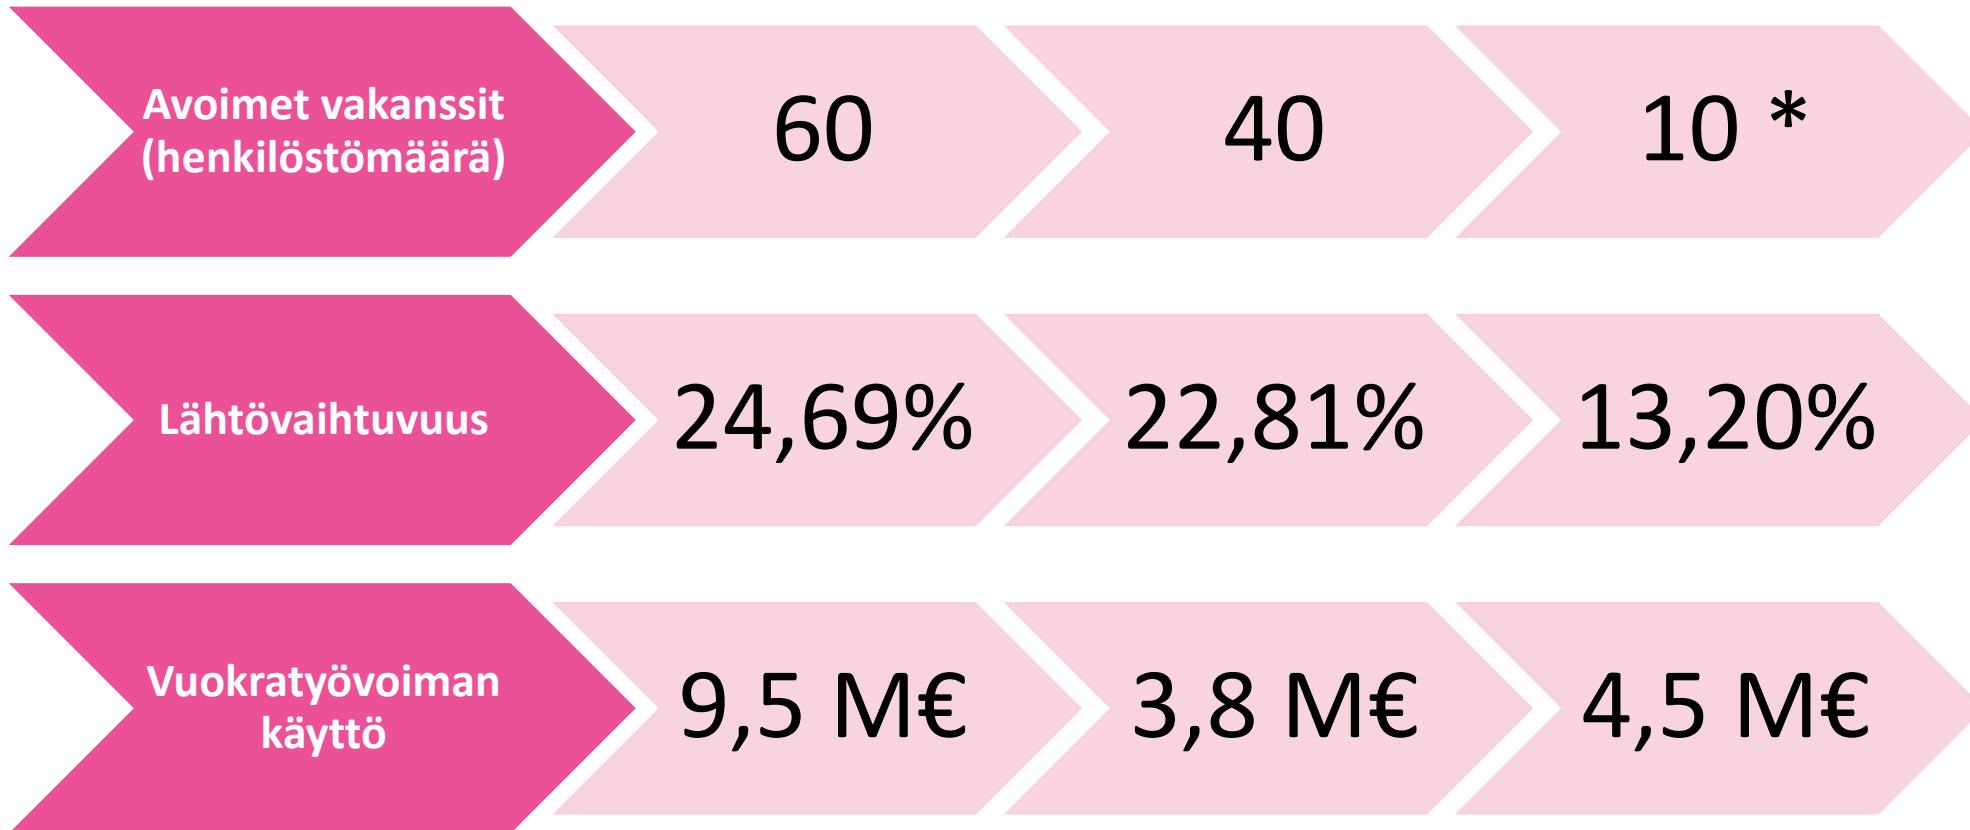 Avoimet vakanssit
(henkilöstömäärä)
60
40
10 *
Lähtövaihtuvuus
24,69%
22,81%
13,20%
Vuokratyövoiman
käyttö
9,5 M€
3,8 M€
4,5 M€